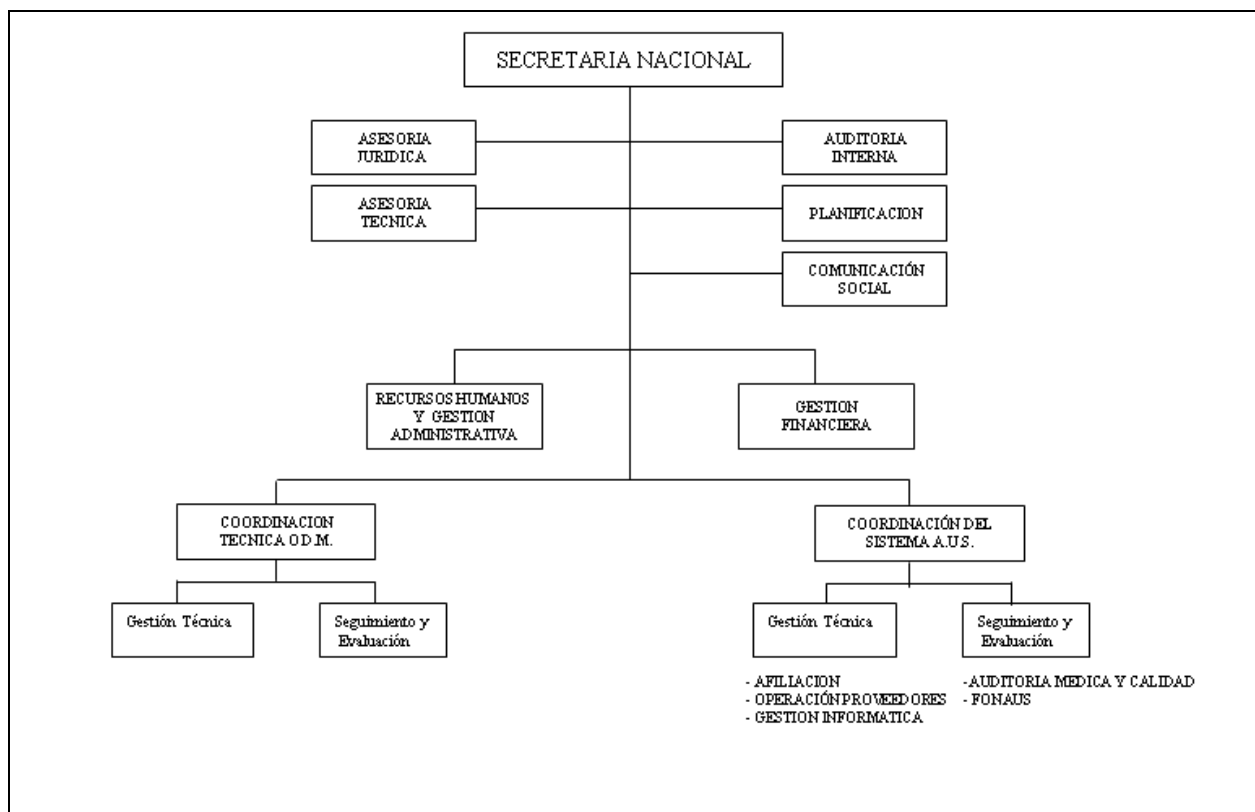 SECRETARIA NACIONAL
ASESORIA
JURIDICA
AUDITORIA
INTERNA
ASESORIA
TECNICA
PLANIFICACION
COMUNICACIÓN
SOCIAL
RECURSOS HUMANOS
Y GESTION
ADMINISTRATIVA
GESTION
FINANCIERA
COORDINACION
TECNICA O.D.M.
COORDINACIÓN DEL
SISTEMA A.U.S.
Gestión Técnica
Seguimiento y
Evaluación
Gestión Técnica
Seguimiento y
Evaluación
- AFILIACION
- OPERACIÓN PROVEEDORES
- GESTION INFORMATICA
-AUDITORIA MEDICA Y CALIDAD
- FONAUS